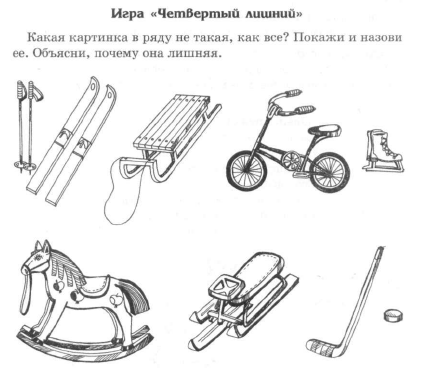 Игра «Четвертый лишний»
Какая картинка в ряду не такая, как все? Покажи и назови
ее. Объясни, почему она лишняя.